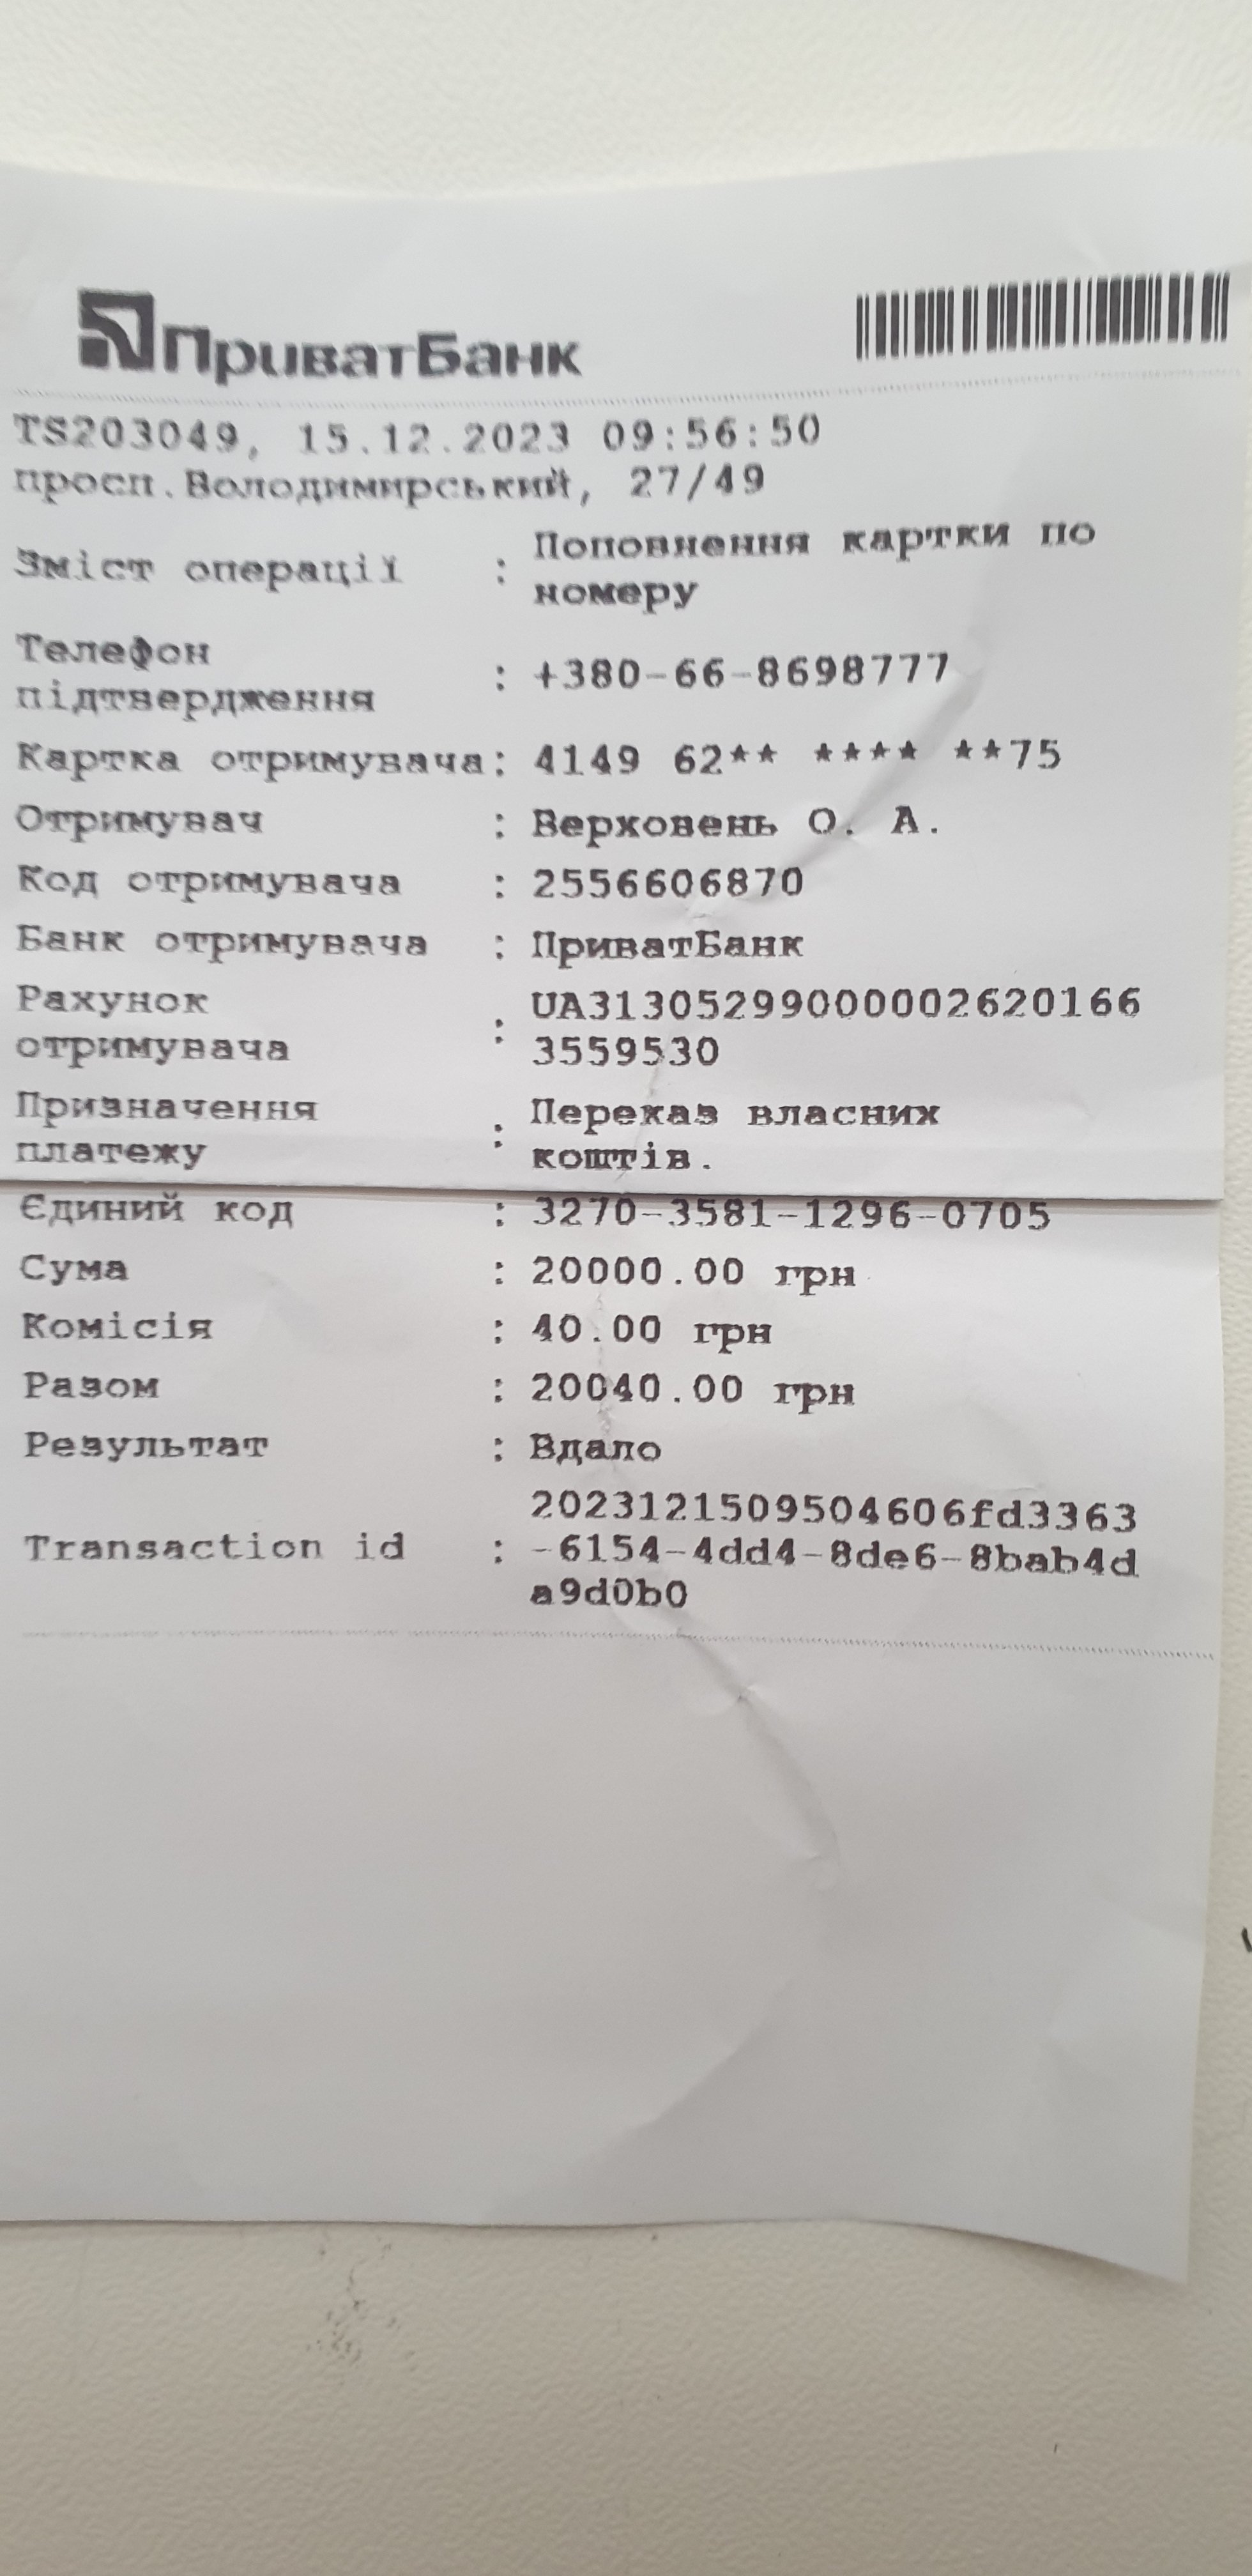 ПриватБанк
TS203049, 15.12.2023 09:56:50
просп.Володимирський, 27/49
Зміст операції : Поповнення картки по
номеру
Телефон
підтвердження : +380-66-8698777
Картка отримувача: 4149 62** **** **75
Отримувач : Верховень О. А.
Код отримувача : 2556606870
Банк отримувача : ПриватБанк
Рахунок
отримувача : UA313052990000002620166
3559530
Призначення
платежу : Переказ власних
коштів.
Єдиний код : 3270-3581-1296-0705
Сума : 20000.00 грн
Комісія : 40.00 грн
Разом : 20040.00 грн
Результат : Вдало
Transaction id : 2023121509504606fd3363
-6154-4dd4-8de6-8bab4d
a9d0b0